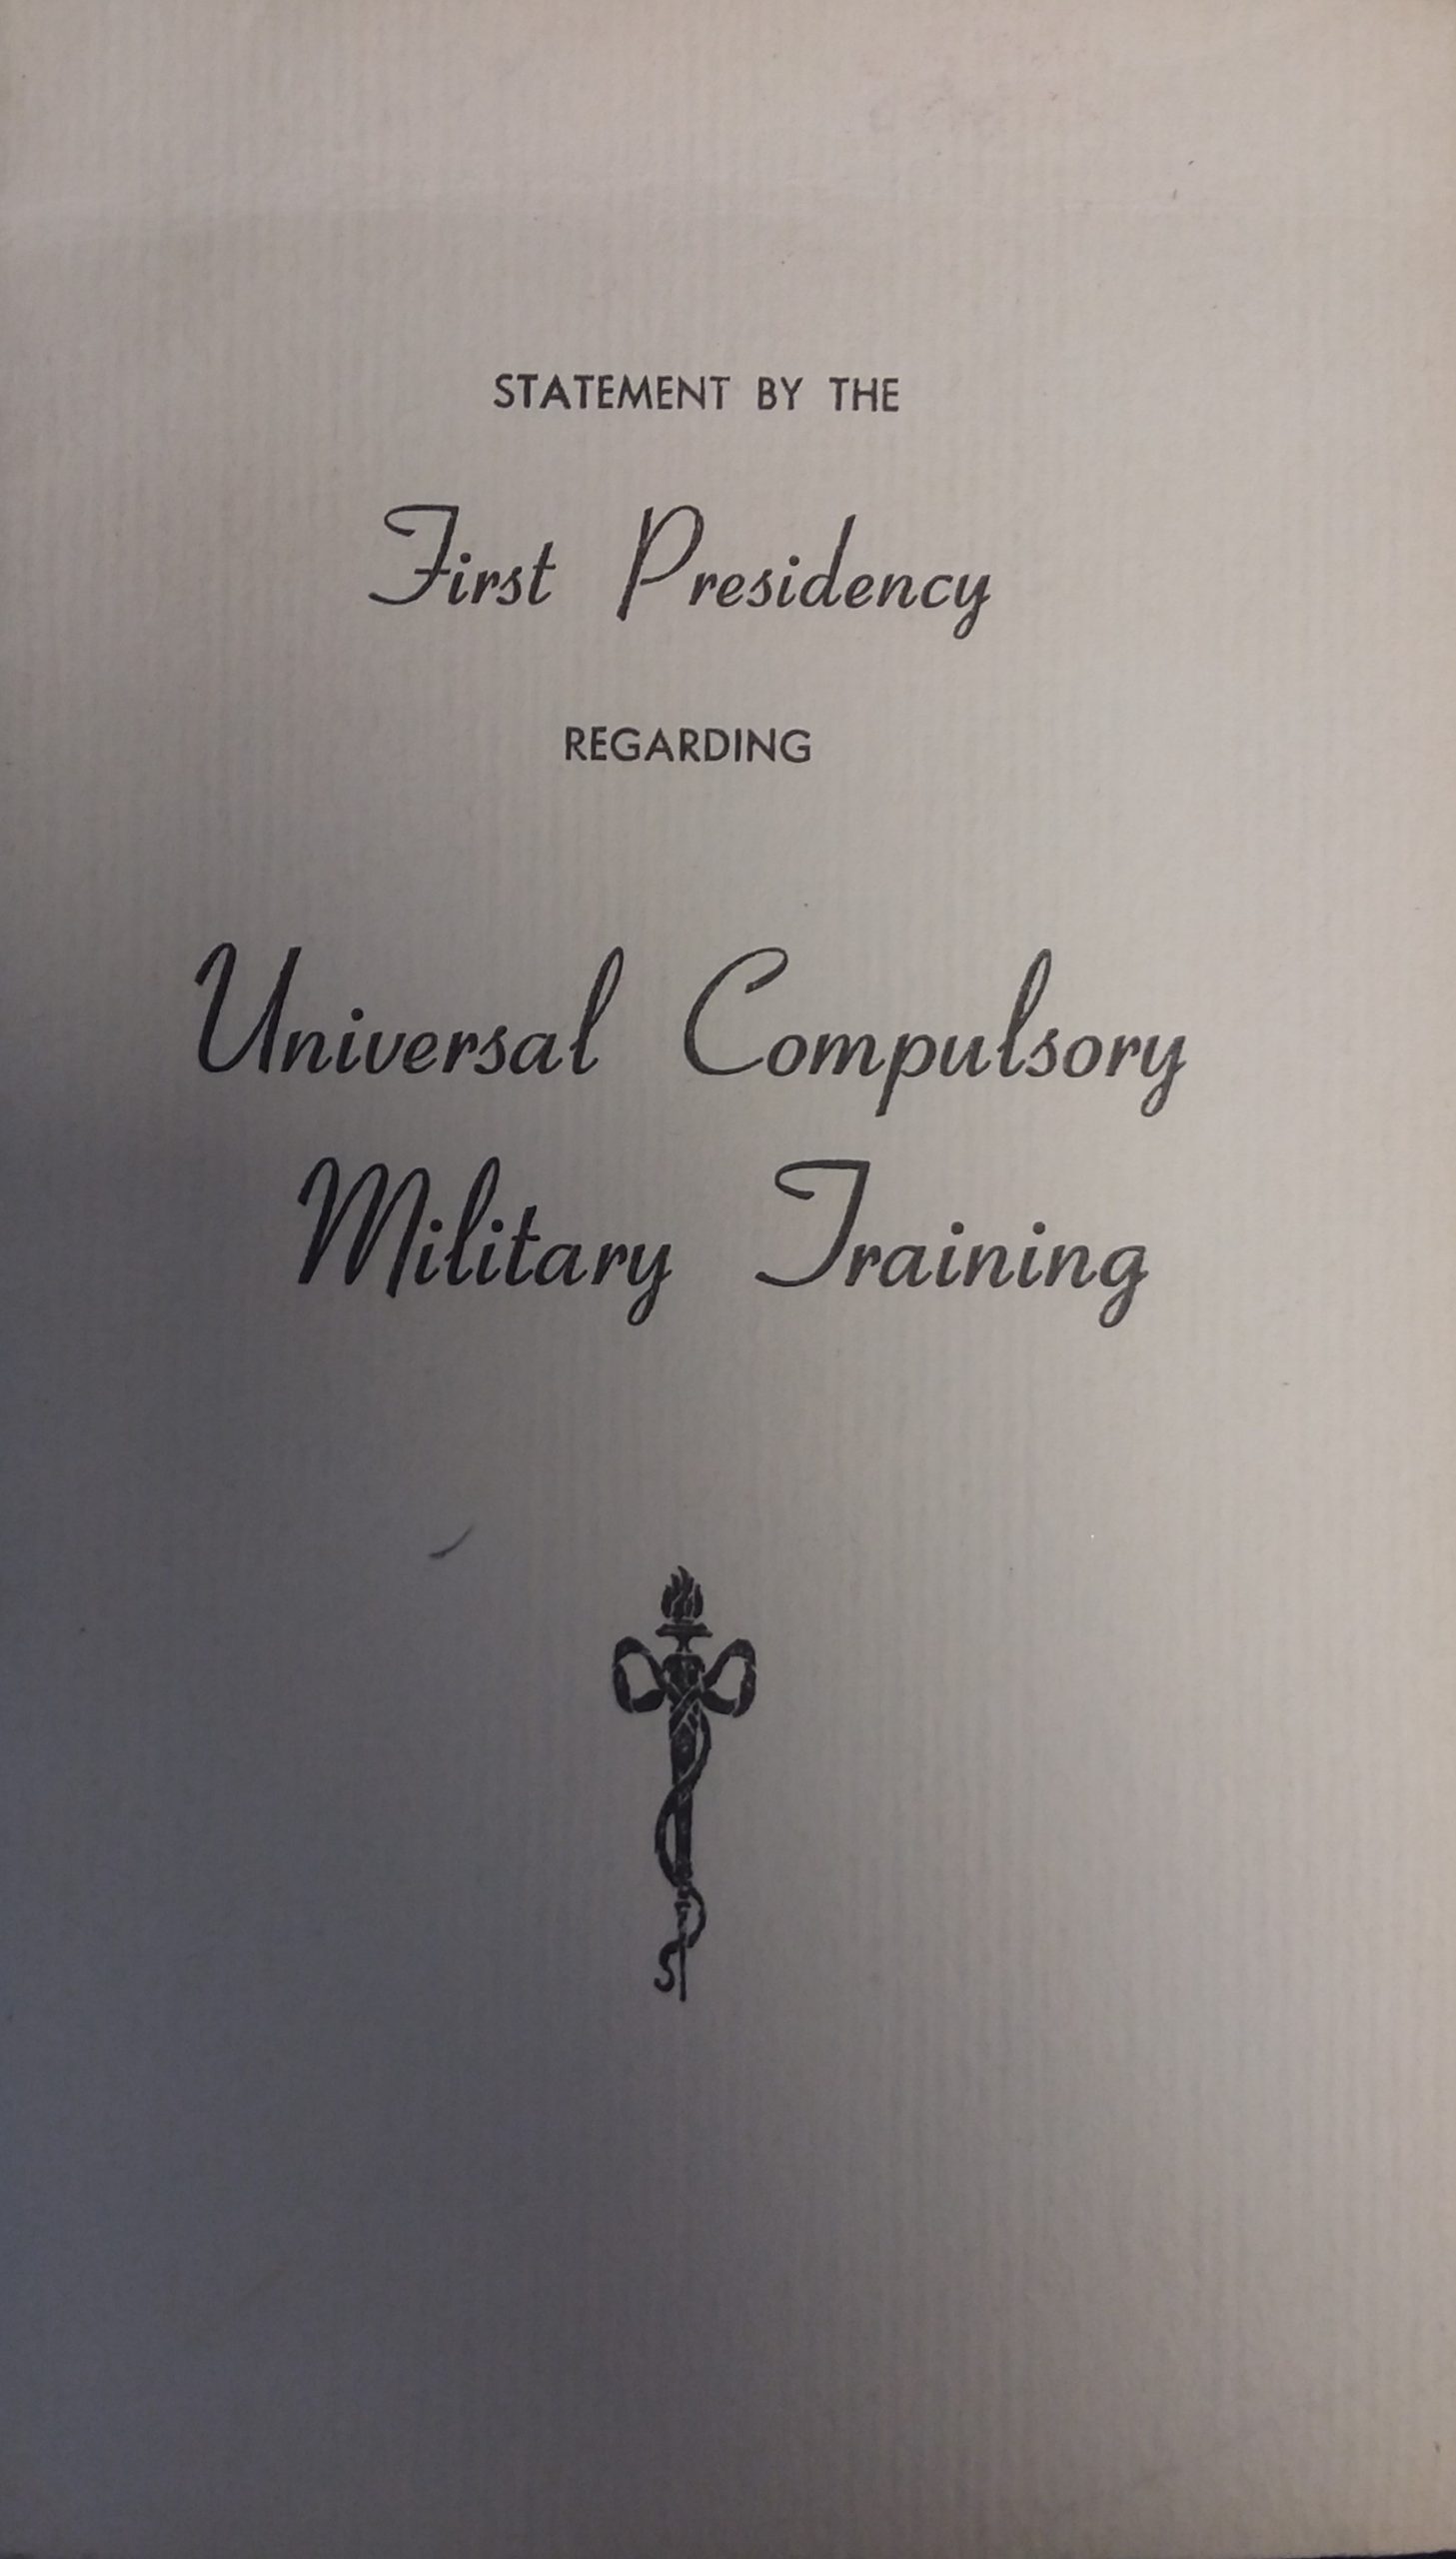 STATEMENT BY THE
First Presidency
REGARDING
Universal Compulsory
Military Training